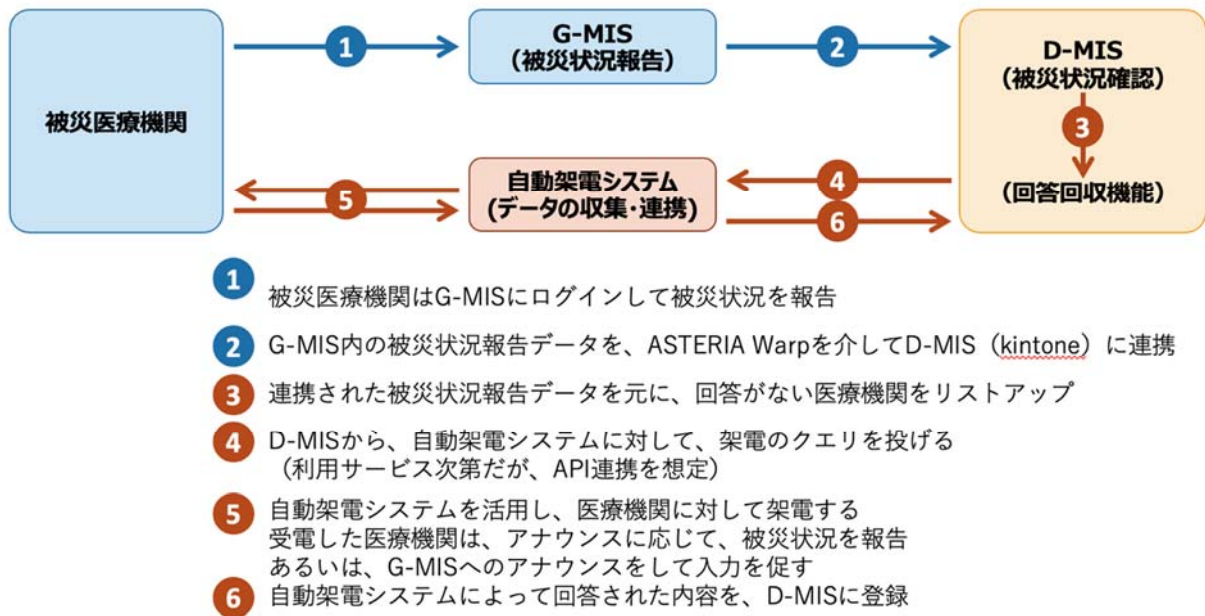 被災医療機関
1
G-MIS
(被災状況報告)
2
D-MIS
(被災状況確認)
3
(回答回収機能)
自動架電システム
(データの収集・連携)
4
5
6
1 被災医療機関はG-MISにログインして被災状況を報告
2 G-MIS内の被災状況報告データを、ASTERIA Warpを介してD-MIS（kintone）に連携
3 連携された被災状況報告データを元に、回答がない医療機関をリストアップ
4 D-MISから、自動架電システムに対して、架電のクエリを投げる
（利用サービス次第だが、API連携を想定）
5 自動架電システムを活用し、医療機関に対して架電する
受電した医療機関は、アナウンスに応じて、被災状況を報告
あるいは、G-MISへのアナウンスをして入力を促す
6 自動架電システムによって回答された内容を、D-MISに登録